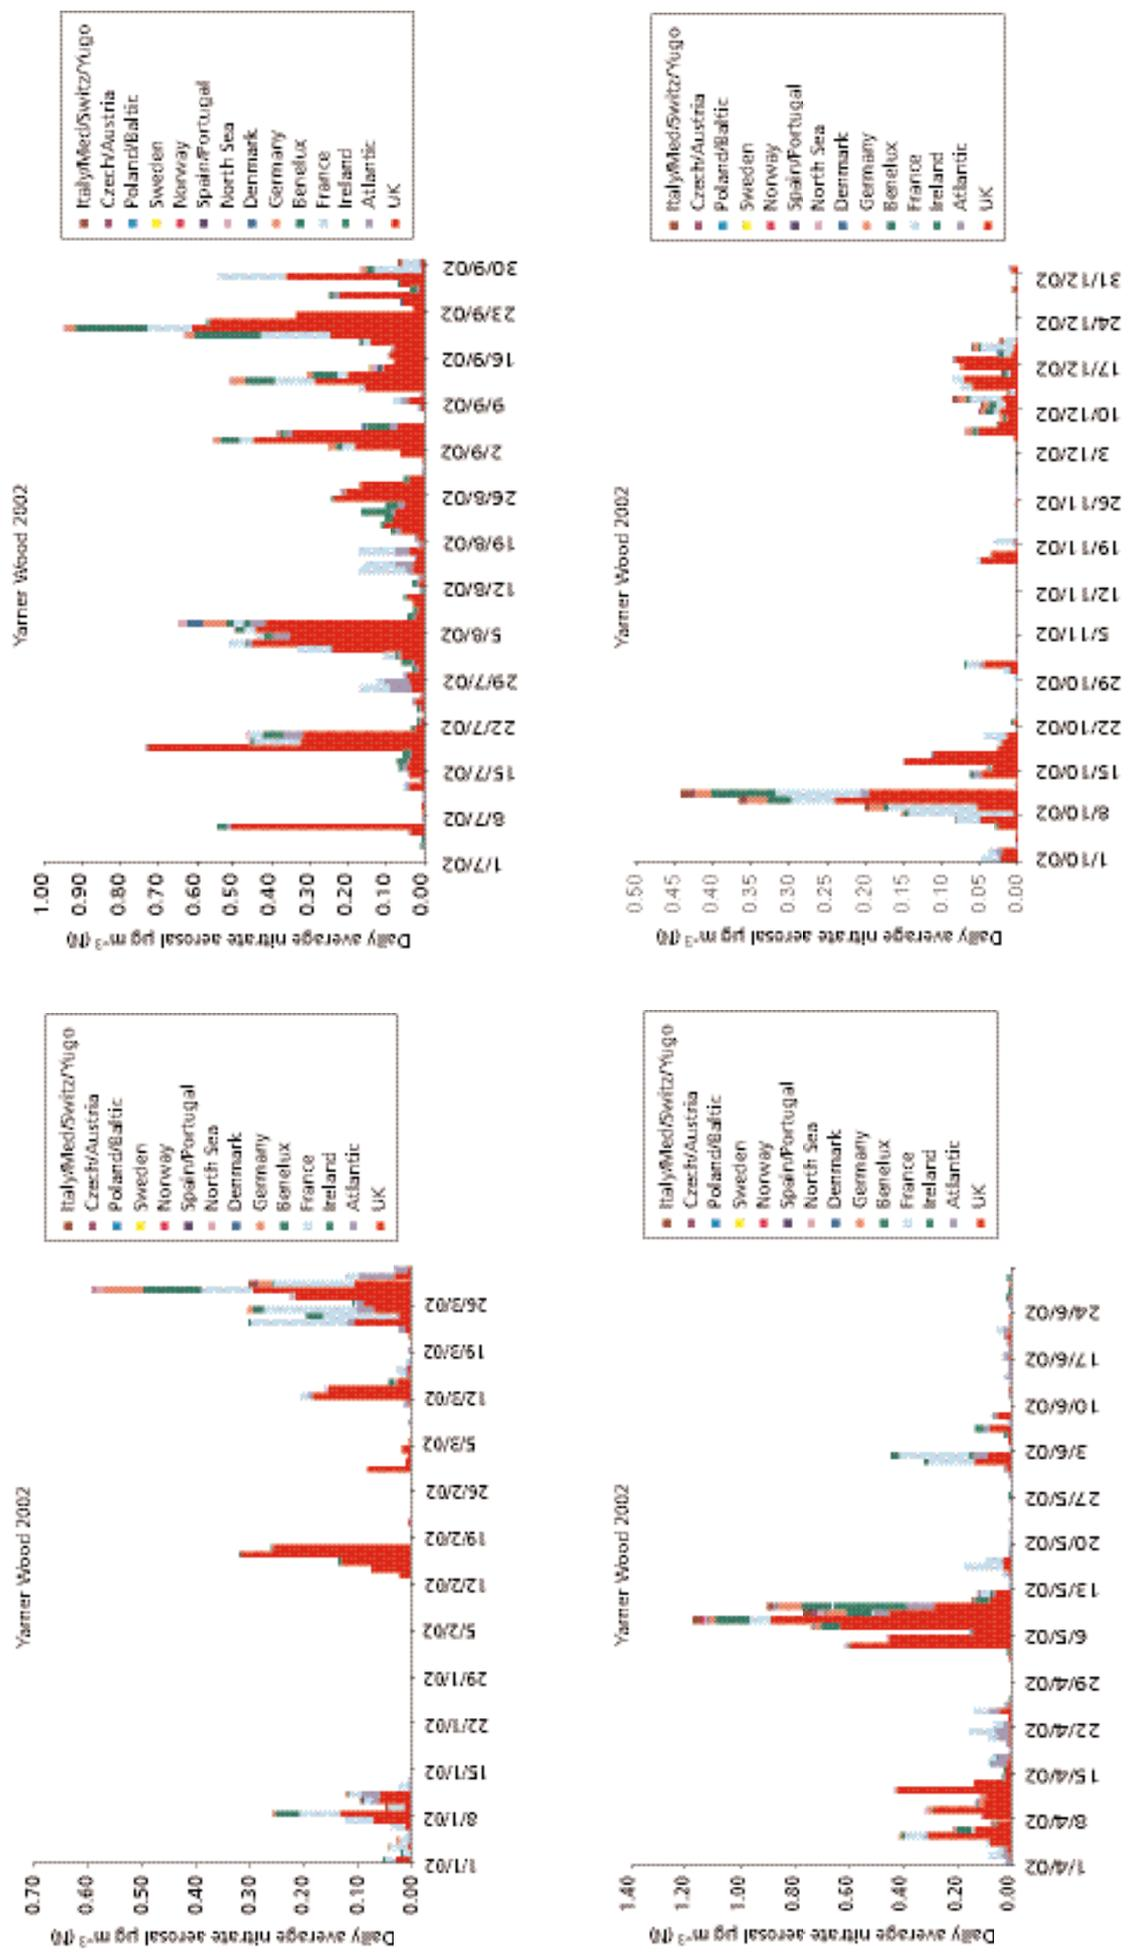 Yarner Wood 2002
Daily average nitrate aerosal µg m⁻³ (N)
0.70
0.60
0.50
0.40
0.30
0.20
0.10
0.00
1/1/02
8/1/02
15/1/02
22/1/02
29/1/02
5/2/02
12/2/02
19/2/02
26/2/02
5/3/02
12/3/02
19/3/02
26/3/02
Italy/Med/Switz/Yugo
Czech/Austria
Poland/Baltic
Sweden
Norway
Spain/Portugal
North Sea
Denmark
Germany
Benelux
France
Ireland
Atlantic
UK
Yarner Wood 2002
Daily average nitrate aerosal µg m⁻³ (N)
1.00
0.90
0.80
0.70
0.60
0.50
0.40
0.30
0.20
0.10
0.00
1/7/02
8/7/02
15/7/02
22/7/02
29/7/02
5/8/02
12/8/02
19/8/02
26/8/02
2/9/02
9/9/02
16/9/02
23/9/02
30/9/02
Italy/Med/Switz/Yugo
Czech/Austria
Poland/Baltic
Sweden
Norway
Spain/Portugal
North Sea
Denmark
Germany
Benelux
France
Ireland
Atlantic
UK
Yarner Wood 2002
Daily average nitrate aerosal µg m⁻³ (N)
1.40
1.20
1.00
0.80
0.60
0.40
0.20
0.00
1/4/02
8/4/02
15/4/02
22/4/02
29/4/02
6/5/02
13/5/02
20/5/02
27/5/02
3/6/02
10/6/02
17/6/02
24/6/02
Italy/Med/Switz/Yugo
Czech/Austria
Poland/Baltic
Sweden
Norway
Spain/Portugal
North Sea
Denmark
Germany
Benelux
France
Ireland
Atlantic
UK
Yarner Wood 2002
Daily average nitrate aerosal µg m⁻³ (N)
0.50
0.45
0.40
0.35
0.30
0.25
0.20
0.15
0.10
0.05
0.00
1/10/02
8/10/02
15/10/02
22/10/02
29/10/02
5/11/02
12/11/02
19/11/02
26/11/02
3/12/02
10/12/02
17/12/02
24/12/02
31/12/02
Italy/Med/Switz/Yugo
Czech/Austria
Poland/Baltic
Sweden
Norway
Spain/Portugal
North Sea
Denmark
Germany
Benelux
France
Ireland
Atlantic
UK